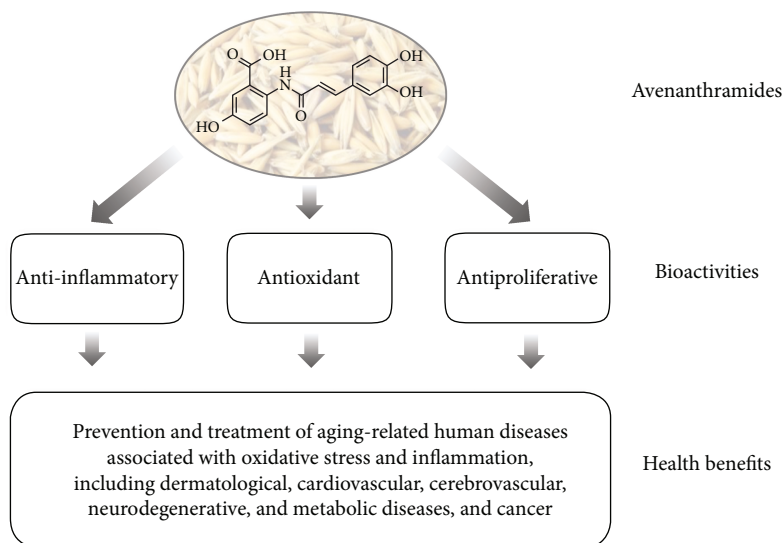 O
OH
H
N
O
HO
OH
OH
Avenanthramides
Anti-inflammatory
Antioxidant
Antiproliferative
Bioactivities
Prevention and treatment of aging-related human diseases
associated with oxidative stress and inflammation,
including dermatological, cardiovascular, cerebrovascular,
neurodegenerative, and metabolic diseases, and cancer
Health benefits